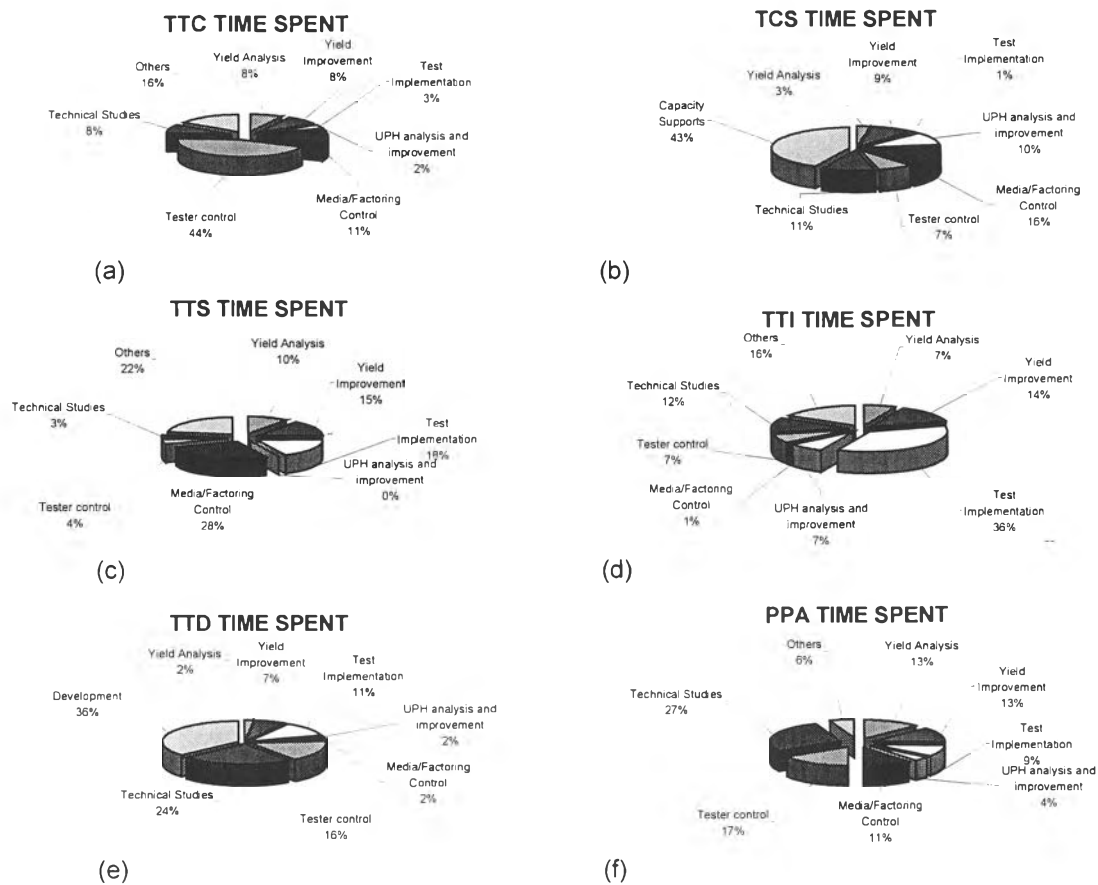 TTC TIME SPENT
Yield Analysis
8%
Yield
Improvement
8%
Test
Implementation
3%
UPH analysis and
improvement
2%
Media/Factoring
Control
11%
Tester control
44%
Technical Studies
8%
Others
16%
(a)
TCS TIME SPENT
Yield Analysis
3%
Yield
Improvement
9%
Test
Implementation
1%
UPH analysis and
improvement
10%
Media/Factoring
Control
16%
Tester control
7%
Technical Studies
11%
Capacity
Supports
43%
(b)
TTS TIME SPENT
Yield Analysis
10%
Yield
Improvement
15%
Test
Implementation
18%
UPH analysis and
improvement
0%
Media/Factoring
Control
28%
Tester control
4%
Technical Studies
3%
Others
22%
(c)
TTI TIME SPENT
Yield Analysis
7%
Yield
Improvement
14%
Test
Implementation
36%
UPH analysis and
improvement
7%
Media/Factoring
Control
1%
Tester control
7%
Technical Studies
12%
Others
16%
(d)
TTD TIME SPENT
Yield Analysis
2%
Yield
Improvement
7%
Test
Implementation
11%
UPH analysis and
improvement
2%
Media/Factoring
Control
2%
Tester control
16%
Technical Studies
24%
Development
36%
(e)
PPA TIME SPENT
Yield Analysis
13%
Yield
Improvement
13%
Test
Implementation
9%
UPH analysis and
improvement
4%
Media/Factoring
Control
11%
Tester control
17%
Technical Studies
27%
Others
6%
(f)